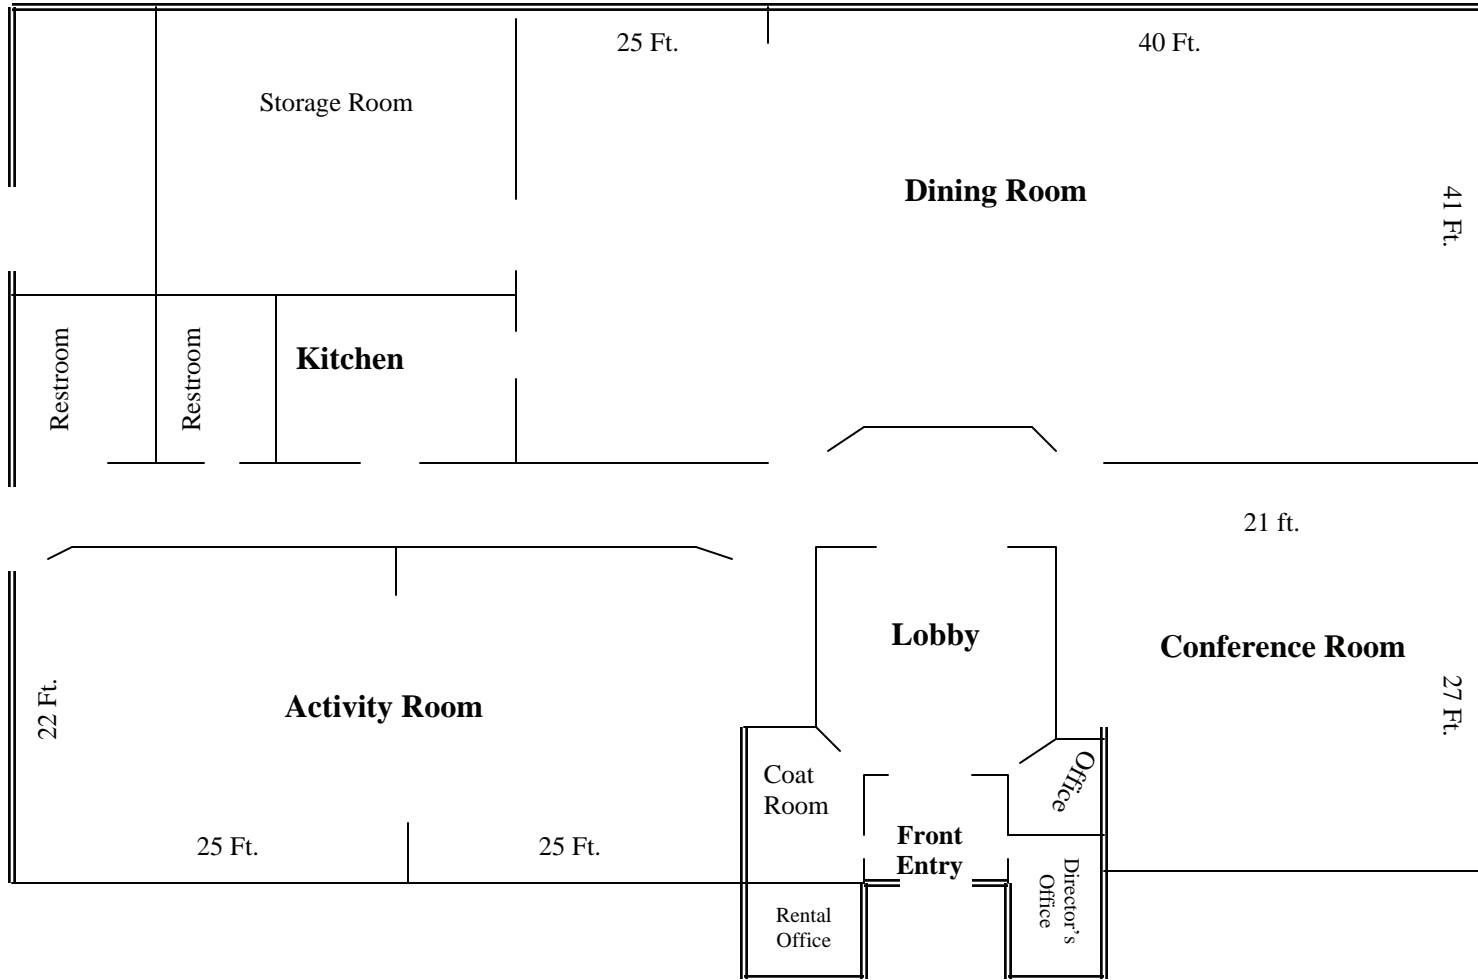 25 Ft.
40 Ft.
Storage Room
Dining Room
41 Ft.
Restroom
Restroom
Kitchen
21 ft.
Lobby
Conference Room
22 Ft.
Activity Room
27 Ft.
Coat
Room
Office
25 Ft.
25 Ft.
Front
Entry
Director's
Office
Rental
Office